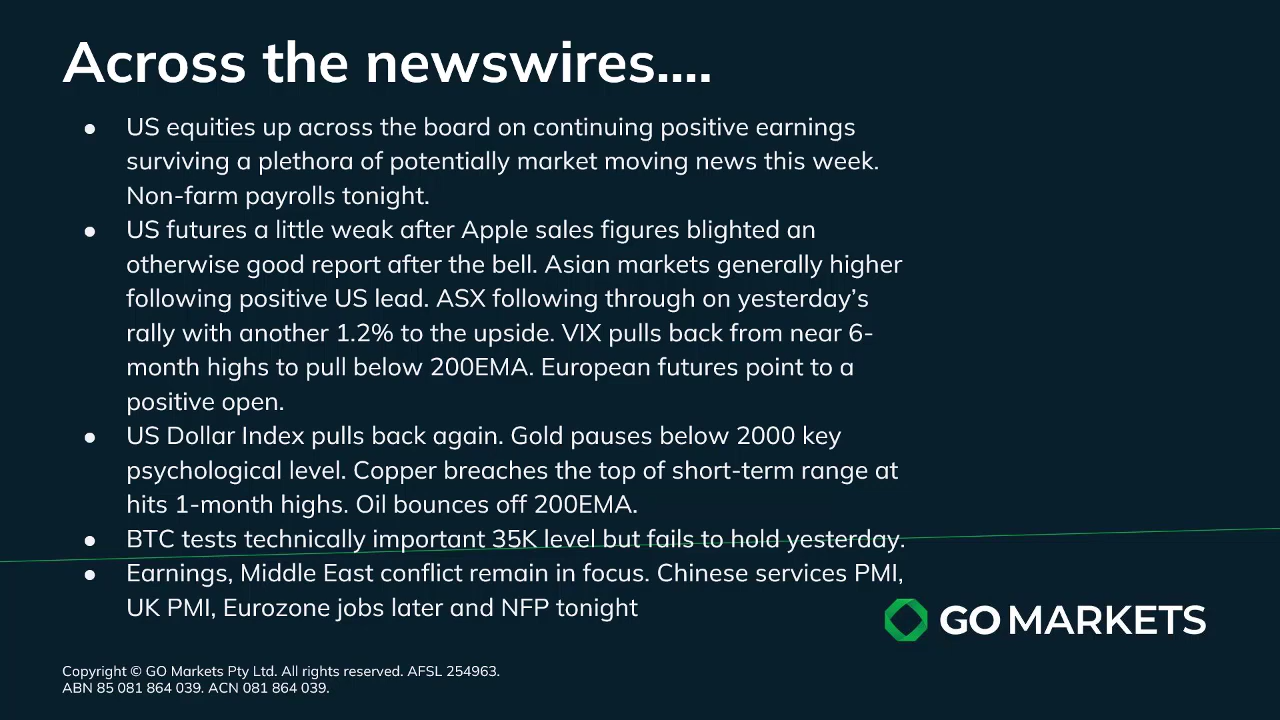 Across the newswires....
● US equities up across the board on continuing positive earnings
surviving a plethora of potentially market moving news this week.
Non-farm payrolls tonight.
● US futures a little weak after Apple sales figures blighted an
otherwise good report after the bell. Asian markets generally higher
following positive US lead. ASX following through on yesterday's
rally with another 1.2% to the upside. VIX pulls back from near 6-
month highs to pull below 200EMA. European futures point to a
positive open.
● US Dollar Index pulls back again. Gold pauses below 2000 key
psychological level. Copper breaches the top of short-term range at
hits 1-month highs. Oil bounces off 200EMA.
● BTC tests technically important 35K level but fails to hold yesterday.
● Earnings, Middle East conflict remain in focus. Chinese services PMI,
UK PMI, Eurozone jobs later and NFP tonight
GO MARKETS
Copyright © GO Markets Pty Ltd. All rights reserved. AFSL 254963.
ABN 85 081 864 039. ACN 081 864 039.